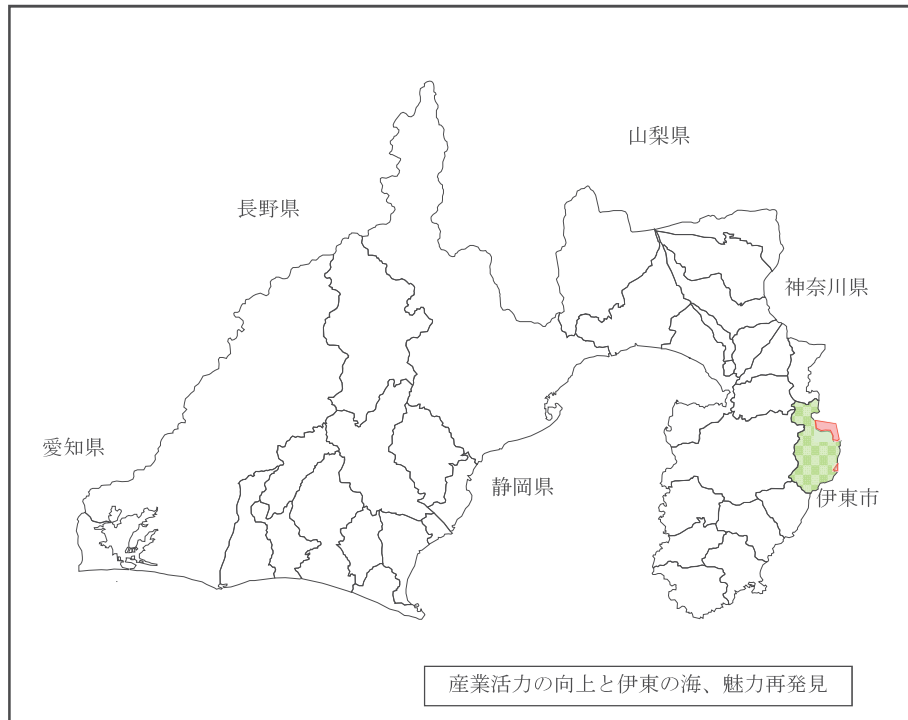 山梨県
長野県
神奈川県
愛知県
静岡県
伊東市
産業活力の向上と伊東の海、魅力再発見